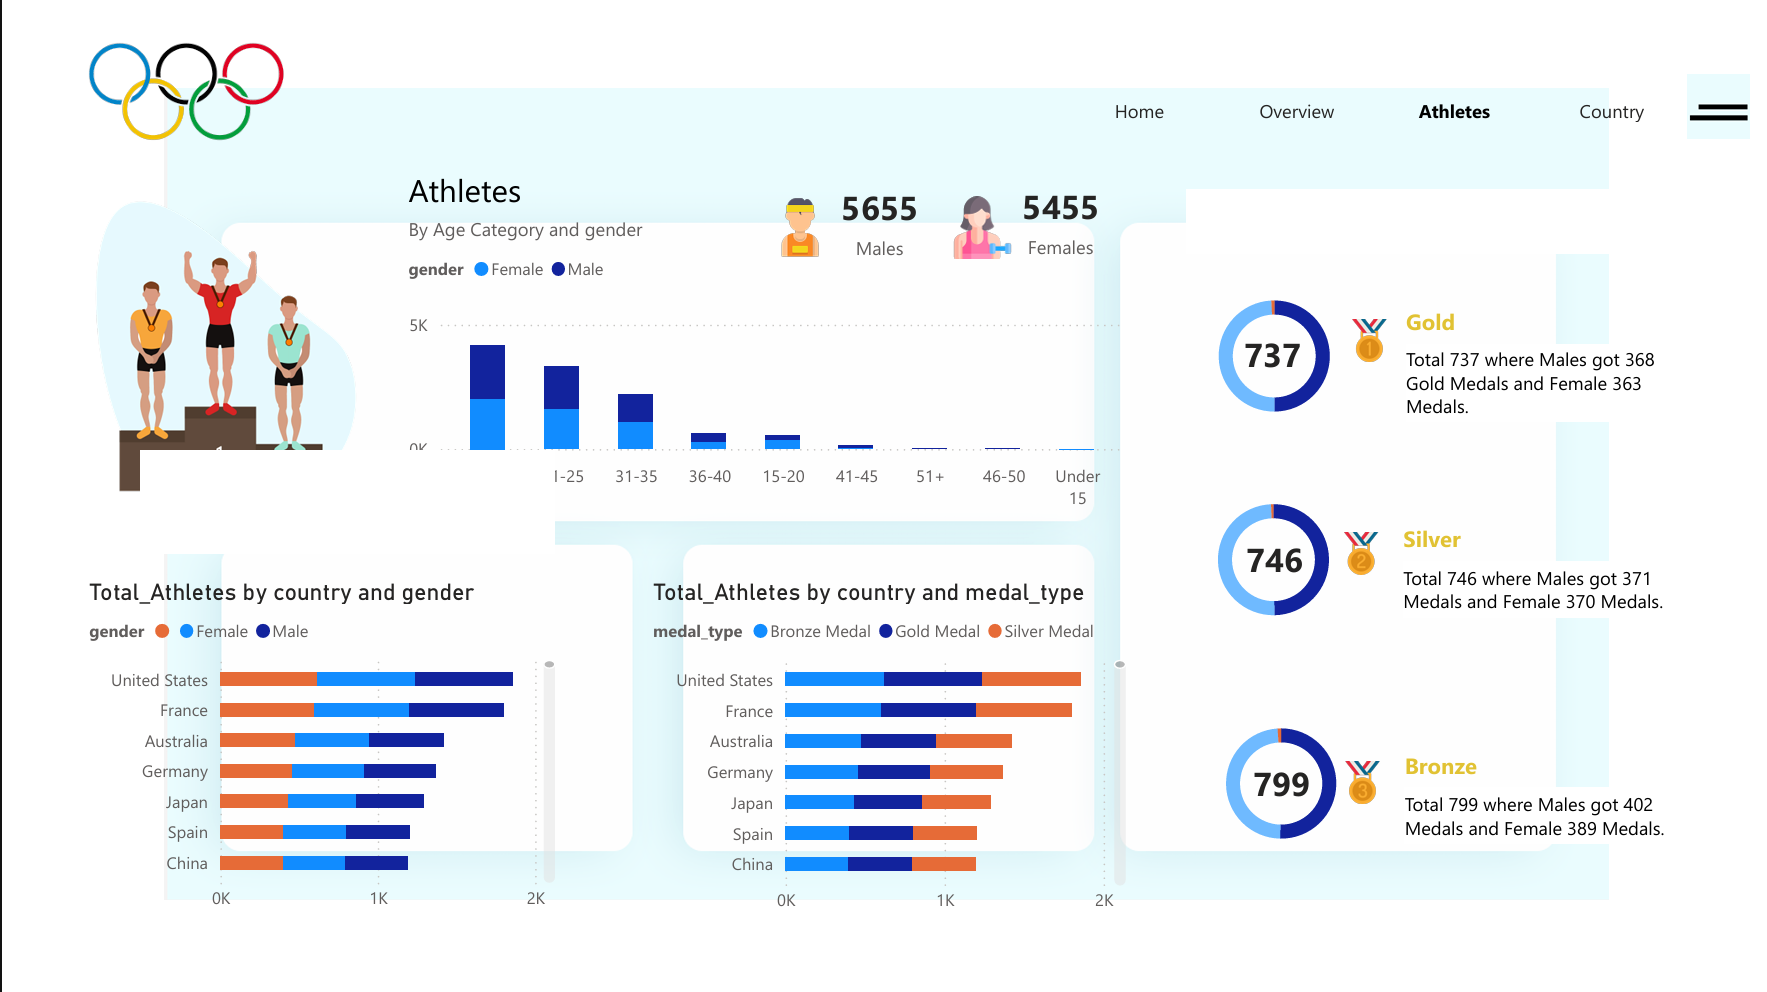 Home Overview Athletes Country
Athletes
By Age Category and gender
gender Female Male
5655
Males
5455
Females
5K
0K
1-25 31-35 36-40 15-20 41-45 51+ 46-50 Under
15
737
1
Gold
Total 737 where Males got 368
Gold Medals and Female 363
Medals.
746
2
Silver
Total 746 where Males got 371
Medals and Female 370 Medals.
799
3
Bronze
Total 799 where Males got 402
Medals and Female 389 Medals.
Total_Athletes by country and gender
gender Female Male
United States
France
Australia
Germany
Japan
Spain
China
0K 1K 2K
Total_Athletes by country and medal_type
medal_type Bronze Medal Gold Medal Silver Medal
United States
France
Australia
Germany
Japan
Spain
China
0K 1K 2K